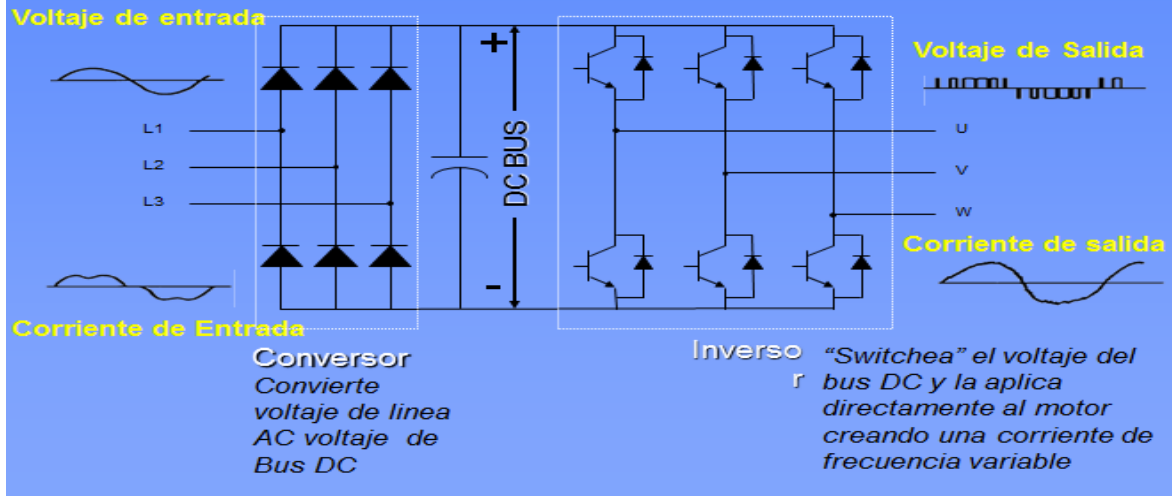 Voltaje de entrada
L1
L2
L3
Corriente de Entrada
Conversor
Convierte
voltaje de linea
AC voltaje de
Bus DC
+
DC BUS
-
Inverso
r
Voltaje de Salida
U
V
W
Corriente de salida
“Switchea” el voltaje del
bus DC y la aplica
directamente al motor
creando una corriente de
frecuencia variable